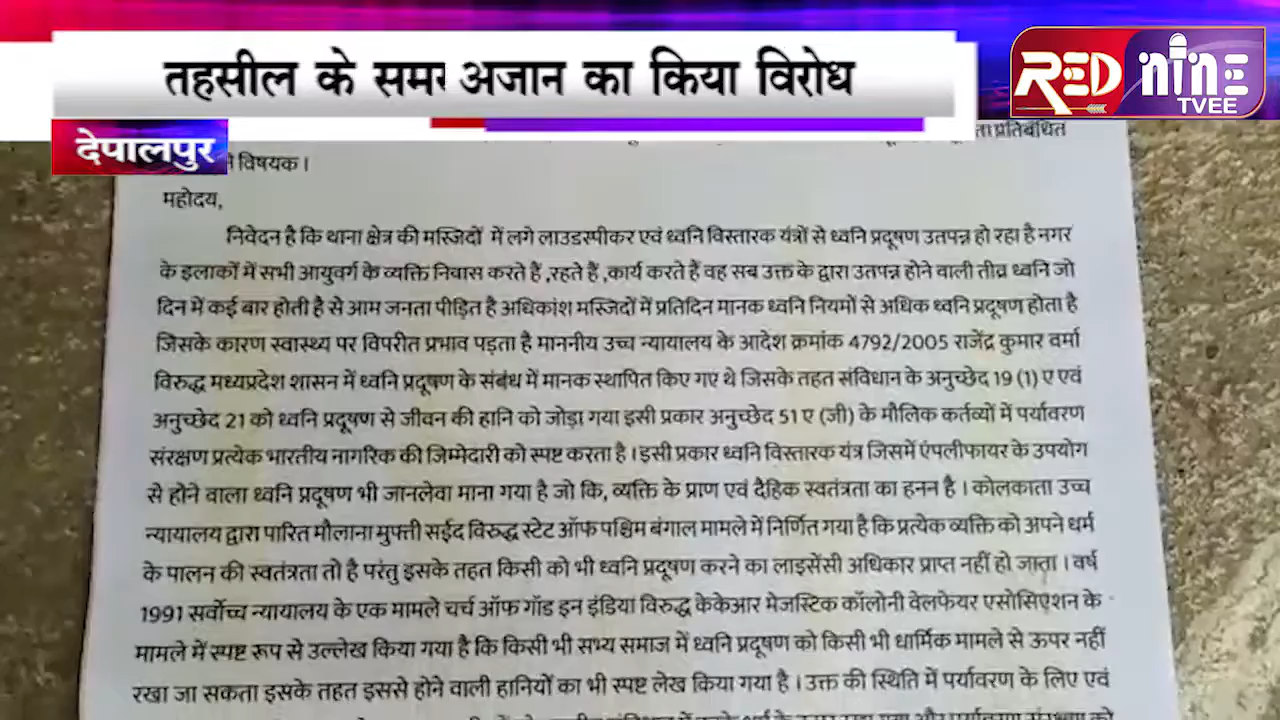 तहसील के सम अजान का किया विरोध
RED NINE
TVEE
देपालपुर
प्रतिबंधित
विषयक ।
महोदय,
निवेदन है कि थाना क्षेत्र की मस्जिदों में लगे लाउडस्पीकर एवं ध्वनि विस्तारक यंत्रों से ध्वनि प्रदूषण उतपन्न हो रहा है नगर
के इलाकों में सभी आयुवर्ग के व्यक्ति निवास करते हैं ,रहते हैं ,कार्य करते हैं वह सब उक्त के द्वारा उतपन्न होने वाली तीव्र ध्वनि जो
दिन में कई बार होती है से आम जनता पीड़ित है अधिकांश मस्जिदों में प्रतिदिन मानक ध्वनि नियमों से अधिक ध्वनि प्रदूषण होता है
जिसके कारण स्वास्थ्य पर विपरीत प्रभाव पड़ता है माननीय उच्च न्यायालय के आदेश क्रमांक 4792/2005 राजेंद्र कुमार वर्मा
विरुद्ध मध्यप्रदेश शासन में ध्वनि प्रदूषण के संबंध में मानक स्थापित किए गए थे जिसके तहत संविधान के अनुच्छेद 19 (1) ए एवं
अनुच्छेद 21 को ध्वनि प्रदूषण से जीवन की हानि को जोड़ा गया इसी प्रकार अनुच्छेद 51 ए (जी) के मौलिक कर्तव्यों में पर्यावरण
संरक्षण प्रत्येक भारतीय नागरिक की जिम्मेदारी को स्पष्ट करता है । इसी प्रकार ध्वनि विस्तारक यंत्र जिसमें एंपलीफायर के उपयोग
से होने वाला ध्वनि प्रदूषण भी जानलेवा माना गया है जो कि, व्यक्ति के प्राण एवं दैहिक स्वतंत्रता का हनन है । कोलकाता उच्च
न्यायालय द्वारा पारित मौलाना मुफ्ती सईद विरुद्ध स्टेट ऑफ पश्चिम बंगाल मामले में निर्णित गया है कि प्रत्येक व्यक्ति को अपने धर्म
के पालन की स्वतंत्रता तो है परंतु इसके तहत किसी को भी ध्वनि प्रदूषण करने का लाइसेंसी अधिकार प्राप्त नहीं हो जाता । वर्ष
1991 सर्वोच्च न्यायालय के एक मामले चर्च ऑफ गॉड इन इंडिया विरुद्ध केकेआर मेजस्टिक कॉलोनी वेलफेयर एसोसिएशन के
मामले में स्पष्ट रूप से उल्लेख किया गया है कि किसी भी सभ्य समाज में ध्वनि प्रदूषण को किसी भी धार्मिक मामले से ऊपर नहीं
रखा जा सकता इसके तहत इससे होने वाली हानियों का भी स्पष्ट लेख किया गया है । उक्त की स्थिति में पर्यावरण के लिए एवं